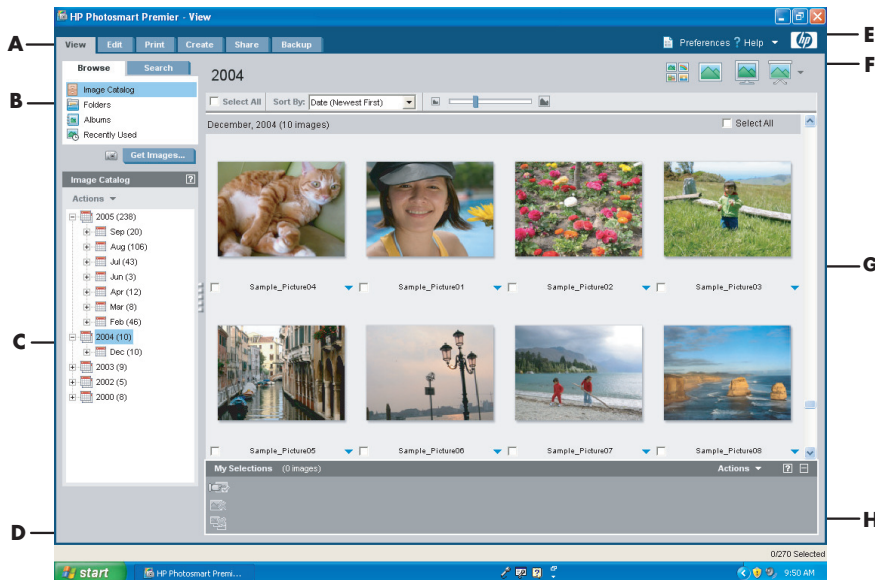 HP Photosmart Premier - View
A
View Edit Print Create Share Backup
Preferences ? Help
hp
E
Browse Search
2004
F
Image Catalog
B
Folders
Albums
Recently Used
Select All Sort By: Date (Newest First)
December, 2004 (10 images) Select All
Get Images...
Image Catalog ?
Actions
2005 (238)
Sep (20)
Aug (106)
Jul (43)
Jun (3)
Apr (12)
Mar (8)
Feb (46)
C
2004 (10)
Dec (10)
2003 (9)
2002 (5)
2000 (8)
Sample_Picture04 Sample_Picture01 Sample_Picture02 Sample_Picture03
G
Sample_Picture05 Sample_Picture06 Sample_Picture07 Sample_Picture08
My Selections (0 images) Actions ?
D
H
0/270 Selected
start HP Photosmart Premi... ? 9:50 AM